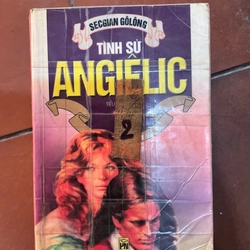 SECGIAN GÔLÔNG
TÌNH SỬ
ANGIÊLIC
2